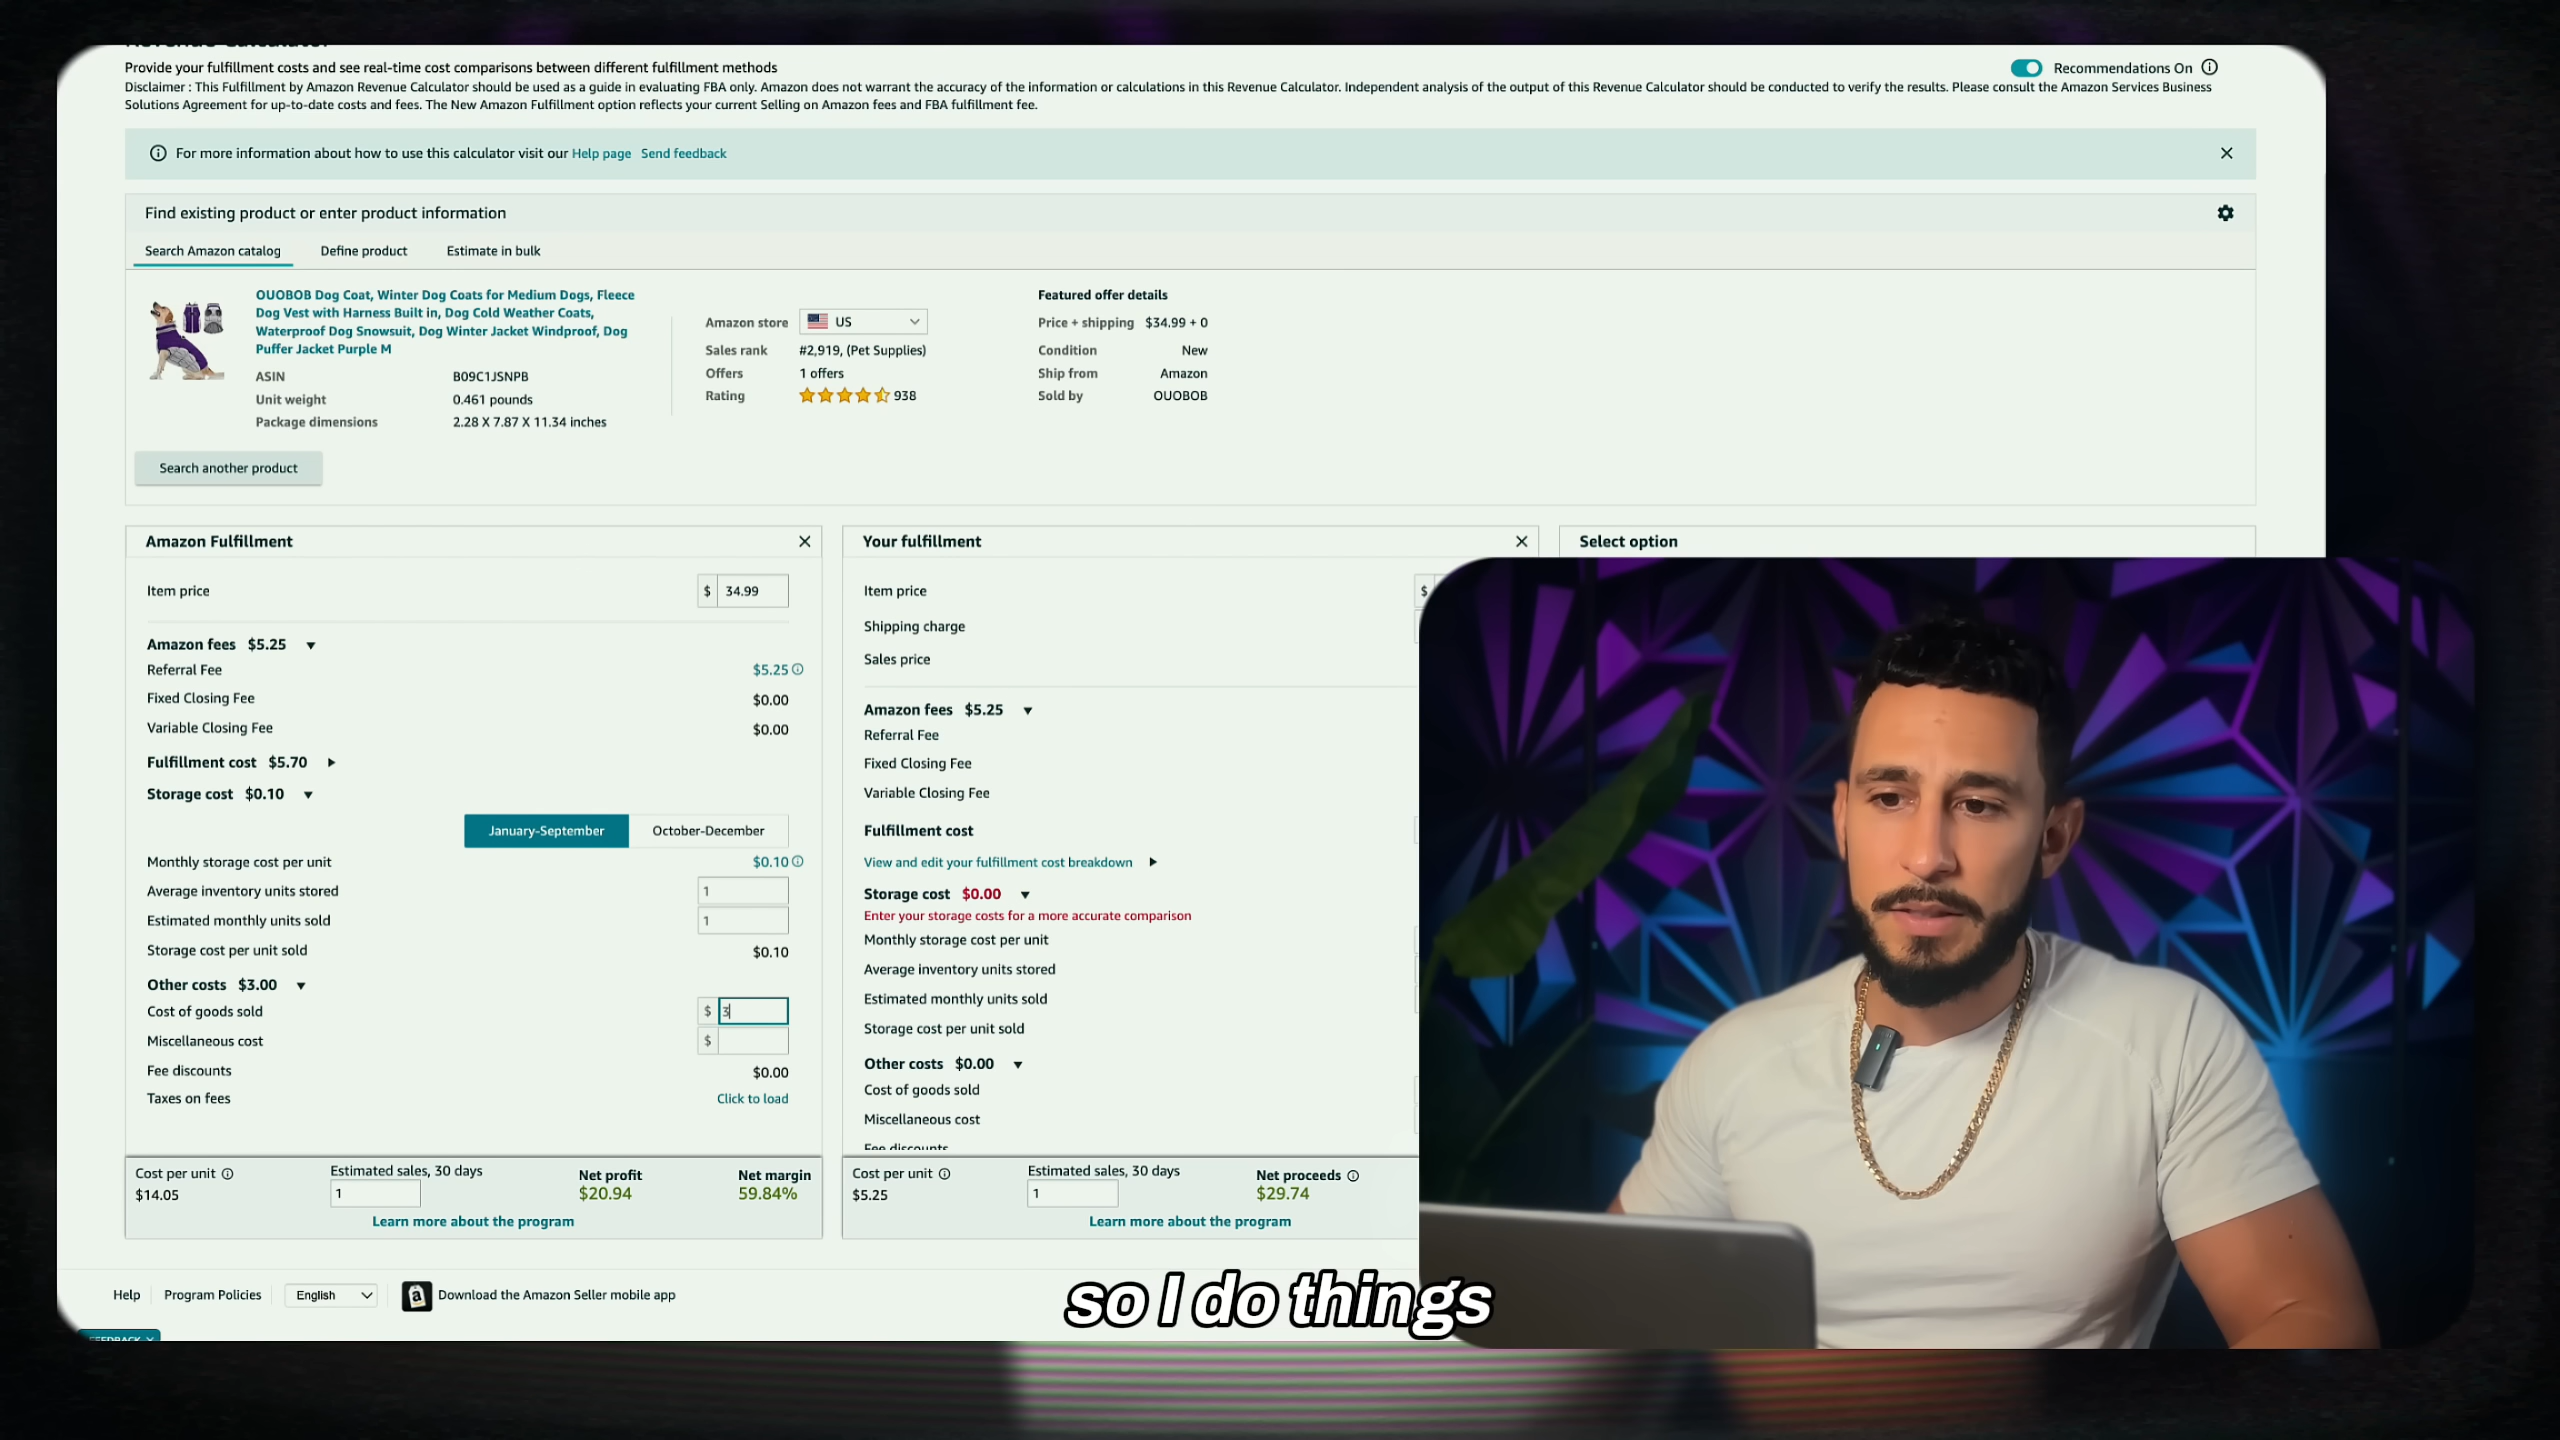 Revenue Calculator
Provide your fulfillment costs and see real-time cost comparisons between different fulfillment methods
Recommendations On
Disclaimer : This Fulfillment by Amazon Revenue Calculator should be used as a guide in evaluating FBA only. Amazon does not warrant the accuracy of the information or calculations in this Revenue Calculator. Independent analysis of the output of this Revenue Calculator should be conducted to verify the results. Please consult the Amazon Services Business
Solutions Agreement for up-to-date costs and fees. The New Amazon Fulfillment option reflects your current Selling on Amazon fees and FBA fulfillment fee.
For more information about how to use this calculator visit our Help page Send feedback
Find existing product or enter product information
Search Amazon catalog Define product Estimate in bulk
OUOBOB Dog Coat, Winter Dog Coats for Medium Dogs, Fleece
Dog Vest with Harness Built in, Dog Cold Weather Coats,
Waterproof Dog Snowsuit, Dog Winter Jacket Windproof, Dog
Puffer Jacket Purple M
ASIN B09C1JSNPB
Unit weight 0.461 pounds
Package dimensions 2.28 X 7.87 X 11.34 inches
Amazon store US
Sales rank #2,919, (Pet Supplies)
Offers 1 offers
Rating 938
Featured offer details
Price + shipping $34.99 + 0
Condition New
Ship from Amazon
Sold by OUOBOB
Search another product
Amazon Fulfillment
Item price $ 34.99
Amazon fees $5.25
Referral Fee $5.25
Fixed Closing Fee $0.00
Variable Closing Fee $0.00
Fulfillment cost $5.70
Storage cost $0.10
January-September October-December
Monthly storage cost per unit $0.10
Average inventory units stored 1
Estimated monthly units sold 1
Storage cost per unit sold $0.10
Other costs $3.00
Cost of goods sold $ 3
Miscellaneous cost $
Fee discounts $0.00
Taxes on fees Click to load
Cost per unit Estimated sales, 30 days Net profit Net margin
$14.05 1 $20.94 59.84%
Learn more about the program
Your fulfillment
Item price $
Shipping charge
Sales price
Amazon fees $5.25
Referral Fee
Fixed Closing Fee
Variable Closing Fee
Fulfillment cost
View and edit your fulfillment cost breakdown
Storage cost $0.00
Enter your storage costs for a more accurate comparison
Monthly storage cost per unit
Average inventory units stored
Estimated monthly units sold
Storage cost per unit sold
Other costs $0.00
Cost of goods sold
Miscellaneous cost
Fee discounts
Cost per unit Estimated sales, 30 days Net proceeds
$5.25 1 $29.74
Learn more about the program
Select option
Help Program Policies English Download the Amazon Seller mobile app
FEEDBACK
so I do things